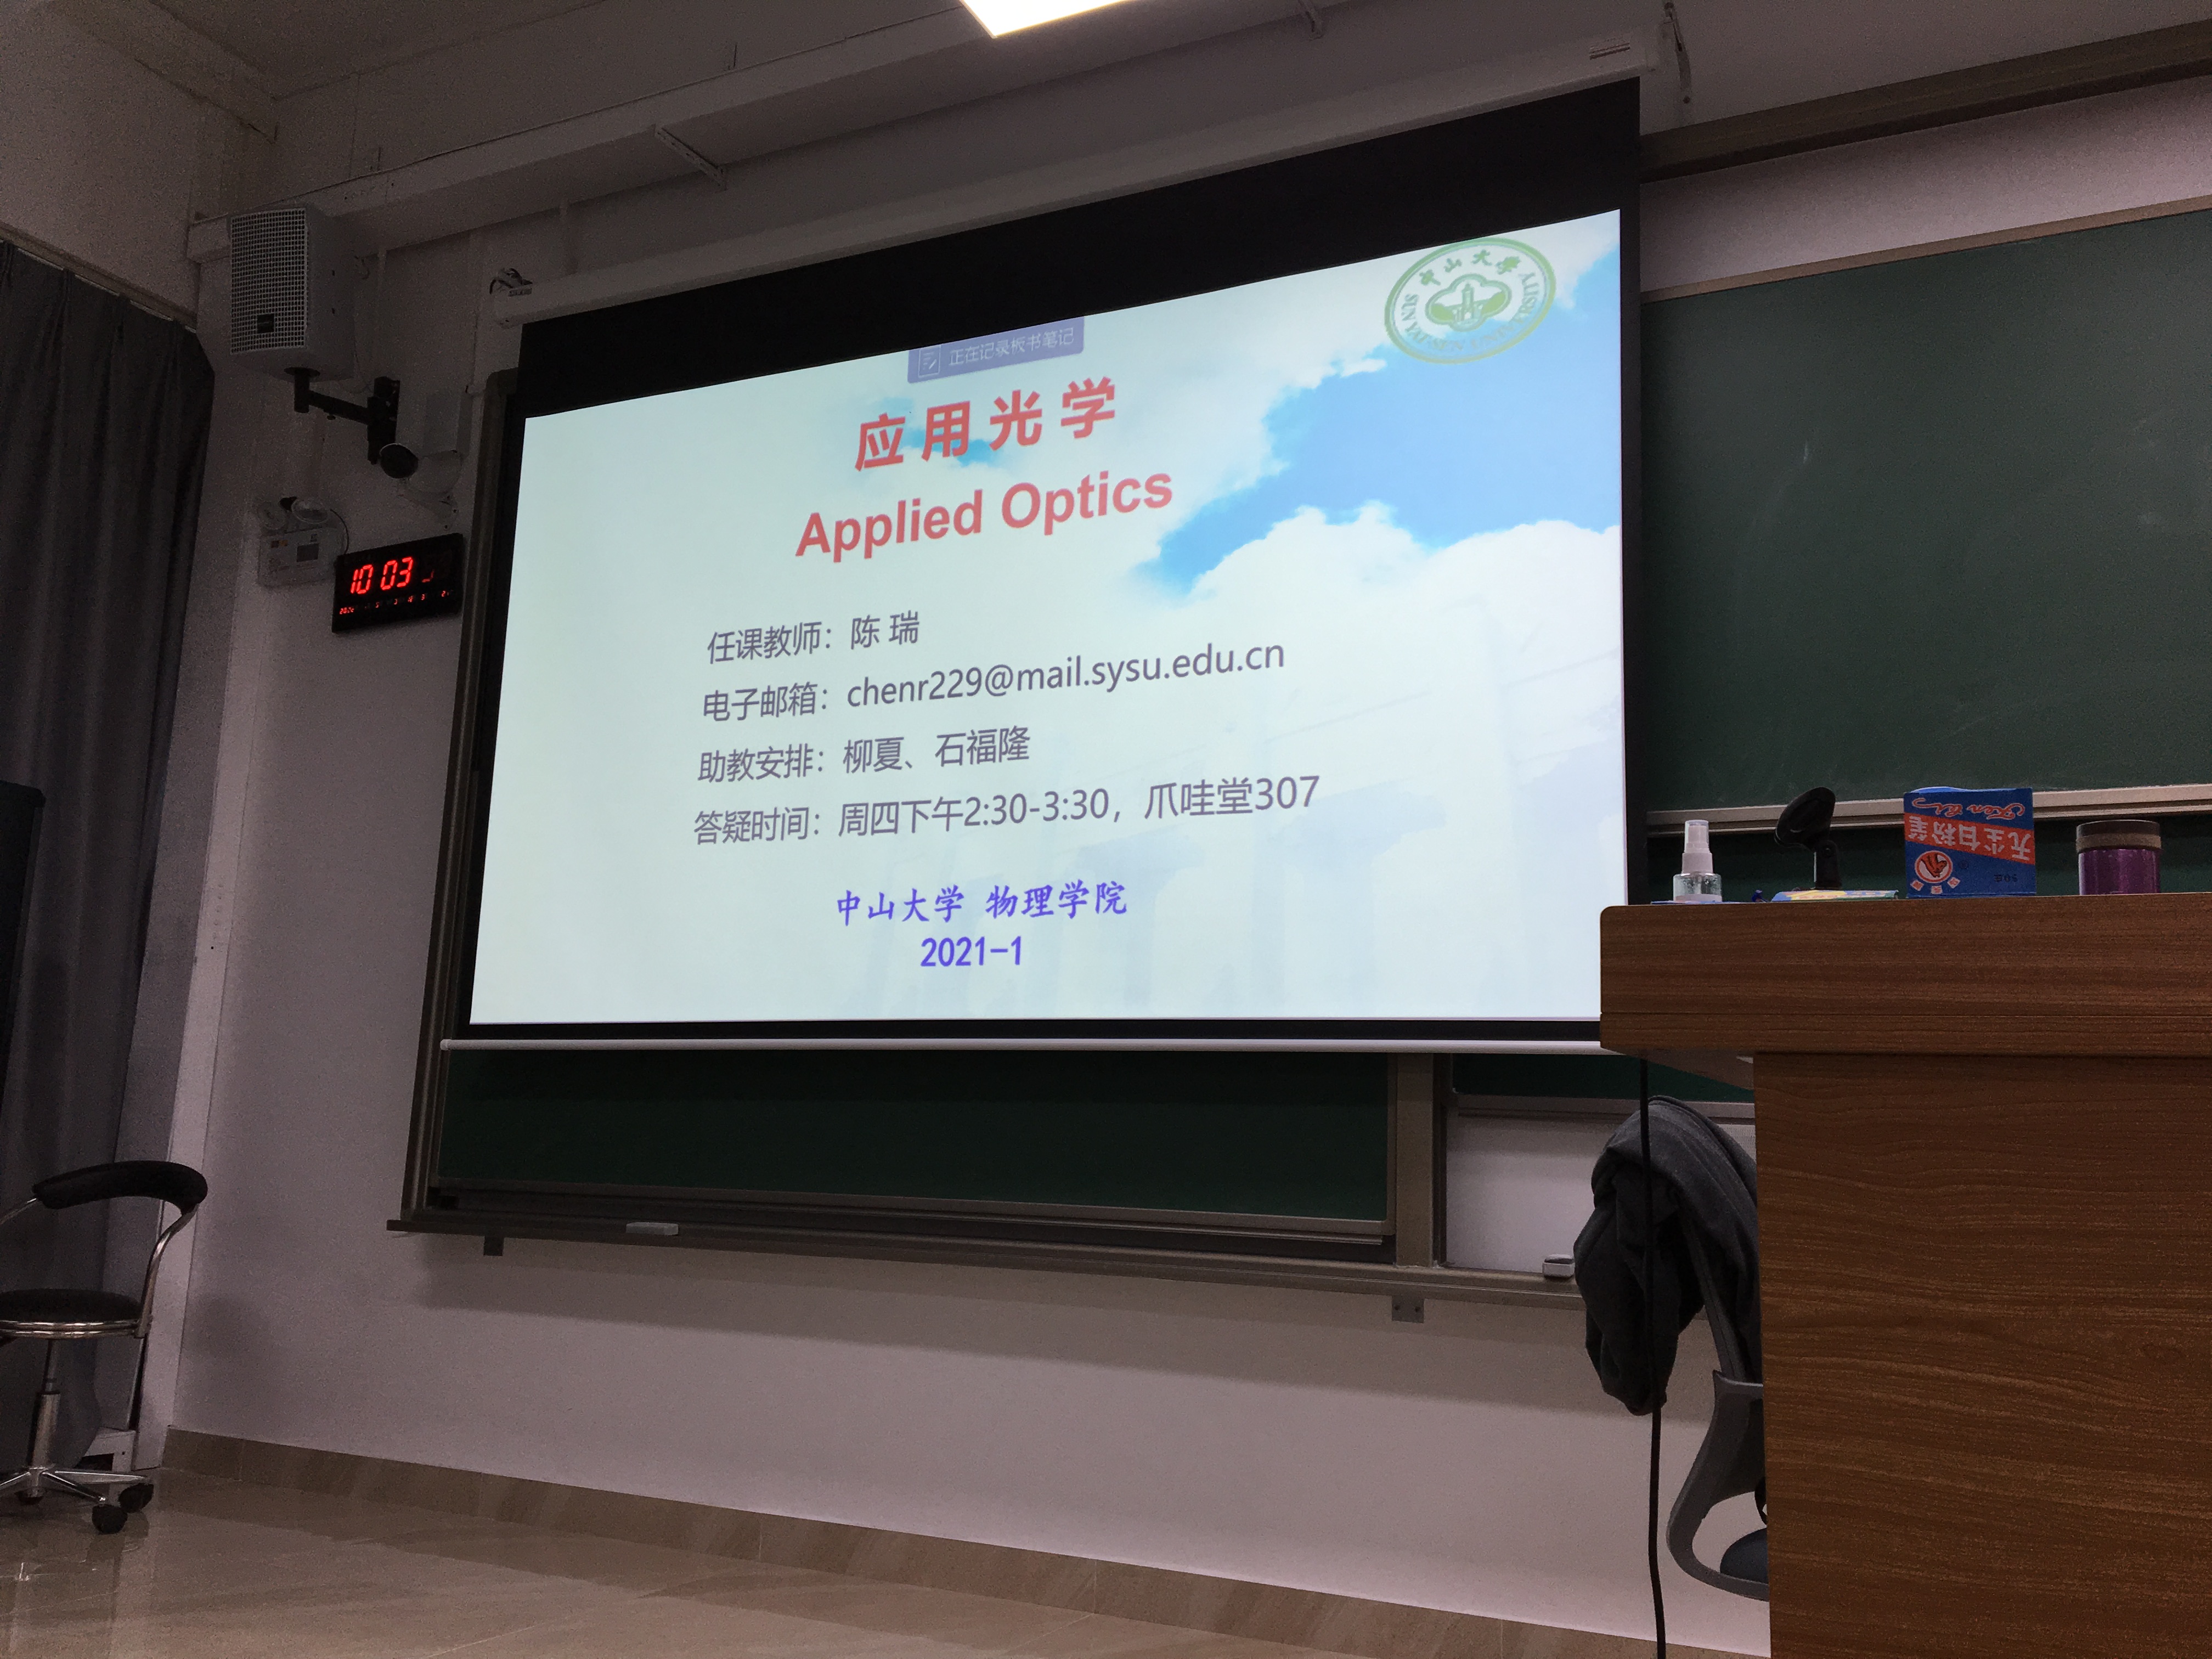 中山大学
SUN YAT-SEN UNIVERSITY
正在记录板书笔记
应用光学
Applied Optics
任课教师：陈 瑞
电子邮箱：chenr229@mail.sysu.edu.cn
助教安排：柳夏、石福隆
答疑时间：周四下午2:30-3:30，爪哇堂307
中山大学 物理学院
2021-1
10 03
无尘白粉笔